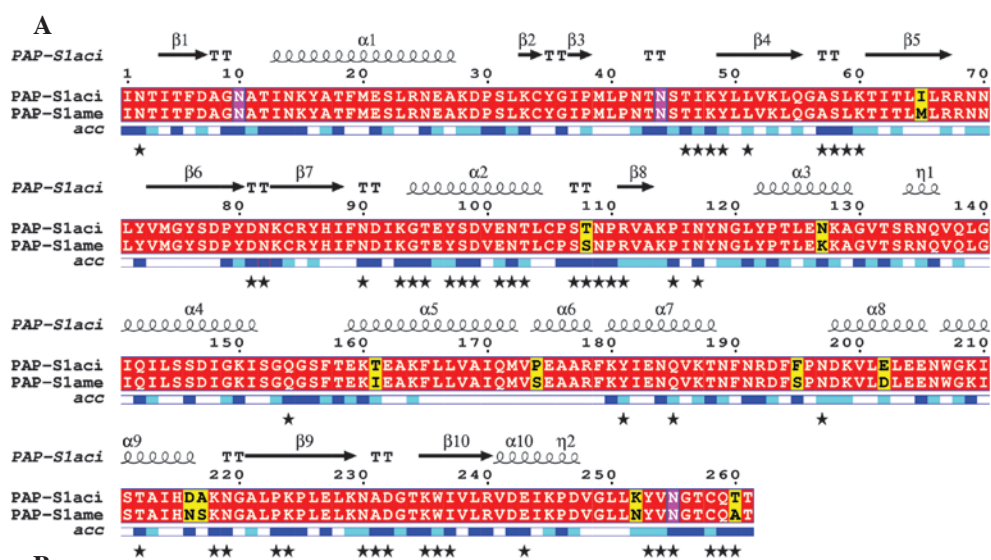 A
PAP-S1aci β1 TT α1 β2 TT β3 TT β4 TT β5
1 10 20 30 40 50 60 70
PAP-S1aci INTITFDAGNATINKYATFMESLRNEAKDPSLKCYGIPMLPNTNSTIKYLLVKLQGASLKTITLILRRNN
PAP-S1ame INTITFDAGNATINKYATFMESLRNEAKDPSLKCYGIPMLPNTNSTIKYLLVKLQGASLKTITLMLRRNN
acc
PAP-S1aci β6 TT β7 TT α2 TT β8 α3 η1
80 90 100 110 120 130 140
PAP-S1aci LYVMGYSDPYDNKCRYHIFNDIKGTEYSDVENTLCPSTNPRVAKPINYNGLYPTLENKAGVTSRNQVQLG
PAP-S1ame LYVMGYSDPYDNKCRYHIFNDIKGTEYSDVENTLCPSSNPRVAKPINYNGLYPTLEKKAGVTSRNQVQLG
acc
PAP-S1aci α4 α5 α6 α7 α8
150 160 170 180 190 200 210
PAP-S1aci IQILSSDIGKISGQGSFTEKTEAKFLLVAIQMVPEAARFKYIENQVKTNFNRDFFPNDKVLELEENWGKI
PAP-S1ame IQILSSDIGKISGQGSFTEKIEAKFLLVAIQMVSEAARFKYIENQVKTNFNRDFSPNDKVLDLEENWGKI
acc
PAP-S1aci α9 TT β9 TT β10 α10 η2
220 230 240 250 260
PAP-S1aci STAIHDAKNGALPKPLELKNADGTKWIVLRVDEIKPDVGLLKYVNGTCQTT
PAP-S1ame STAIHNSKNGALPKPLELKNADGTKWIVLRVDEIKPDVGLLNYVNGTCQAT
acc